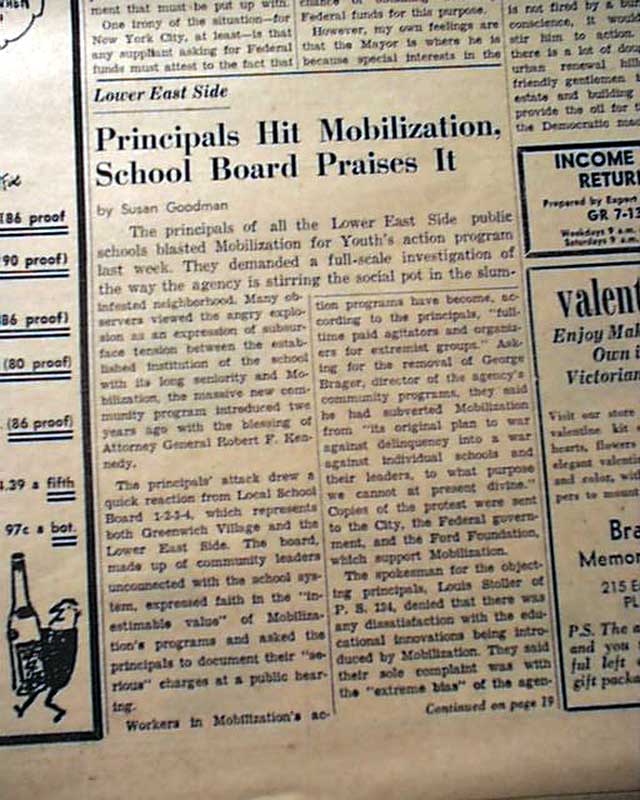 ment that must be put up with.
One irony of the situation—for
New York City, at least—is that
any suppliant asking for Federal
funds must attest to the fact that
Federal funds for this purpose.
However, my own feelings are
that the Mayor is where he is
because special interests in the
is not fired by a
conscience, it would
stir him to action.
there is a lot of
urban renewal
friendly gentlemen
estate and building
provide the oil for
the Democratic
Lower East Side
Principals Hit Mobilization,
School Board Praises It
by Susan Goodman
The principals of all the Lower East Side public
schools blasted Mobilization for Youth's action program
last week. They demanded a full-scale investigation of
the way the agency is stirring the social pot in the slum-
infested neighborhood. Many ob-
servers viewed the angry explo-
sion as an expression of subsur-
face tension between the estab-
lished institution of the school
with its long seniority and Mo-
bilization, the massive new com-
munity program introduced two
years ago with the blessing of
Attorney General Robert F. Ken-
nedy.
The principals' attack drew a
quick reaction from Local School
Board 1-2-3-4, which represents
both Greenwich Village and the
Lower East Side. The board,
made up of community leaders
unconnected with the school sys-
tem, expressed faith in the "in-
estimable value" of Mobiliza-
tion's programs and asked the
principals to document their "se-
rious" charges at a public hear-
ing.
Workers in Mobilization's ac-
tion programs have become, ac-
cording to the principals, "full-
time paid agitators and organiz-
ers for extremist groups." Ask-
ing for the removal of George
Brager, director of the agency's
community programs, they said
he had subverted Mobilization
from "its original plan to war
against delinquency into a war
against individual schools and
their leaders, to what purpose
we cannot at present divine."
Copies of the protest were sent
to the City, the Federal govern-
ment, and the Ford Foundation,
which support Mobilization.
The spokesman for the object-
ing principals, Louis Stoller of
P. S. 134, denied that there was
any dissatisfaction with the edu-
cational innovations being intro-
duced by Mobilization. They said
their sole complaint was with
the "extreme bias" of the agen-
Continued on page 19
(86 proof
90 proof)
86 proof)
(80 proof)
(86 proof)
.39 a fifth
97c a bot.
INCOME
RETUR
Prepared by Expert
GR 7-1
Weekdays 9 a.m.
Saturdays 9 a.m.
valent
Enjoy
Own
Victorian
Visit our store
valentine kit
hearts, flowers
elegant
and color,
pers to
Bra
Memor
215 E
PL
P.S. The
and you
ful left
gift